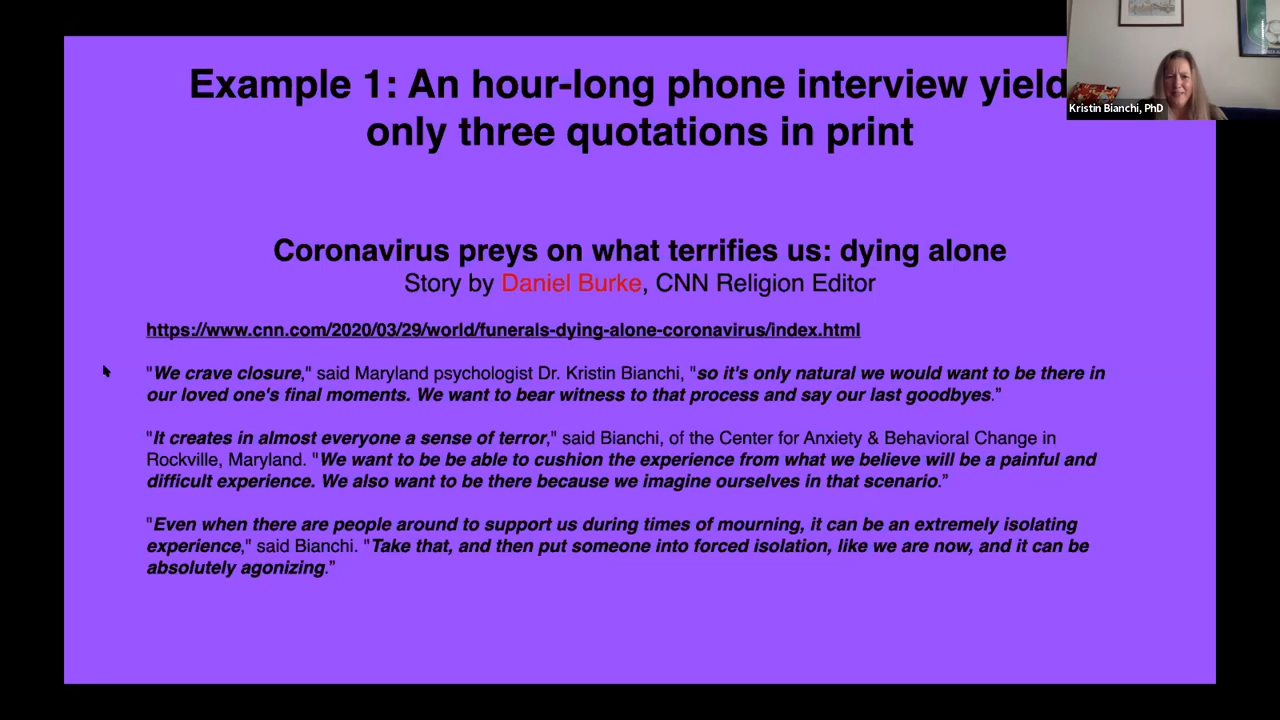 Example 1: An hour-long phone interview yield
only three quotations in print
Kristin Bianchi, PhD
Coronavirus preys on what terrifies us: dying alone
Story by Daniel Burke, CNN Religion Editor
https://www.cnn.com/2020/03/29/world/funerals-dying-alone-coronavirus/index.html
"We crave closure," said Maryland psychologist Dr. Kristin Bianchi, "so it's only natural we would want to be there in
our loved one's final moments. We want to bear witness to that process and say our last goodbyes.”
"It creates in almost everyone a sense of terror," said Bianchi, of the Center for Anxiety & Behavioral Change in
Rockville, Maryland. "We want to be be able to cushion the experience from what we believe will be a painful and
difficult experience. We also want to be there because we imagine ourselves in that scenario.”
"Even when there are people around to support us during times of mourning, it can be an extremely isolating
experience," said Bianchi. "Take that, and then put someone into forced isolation, like we are now, and it can be
absolutely agonizing.”